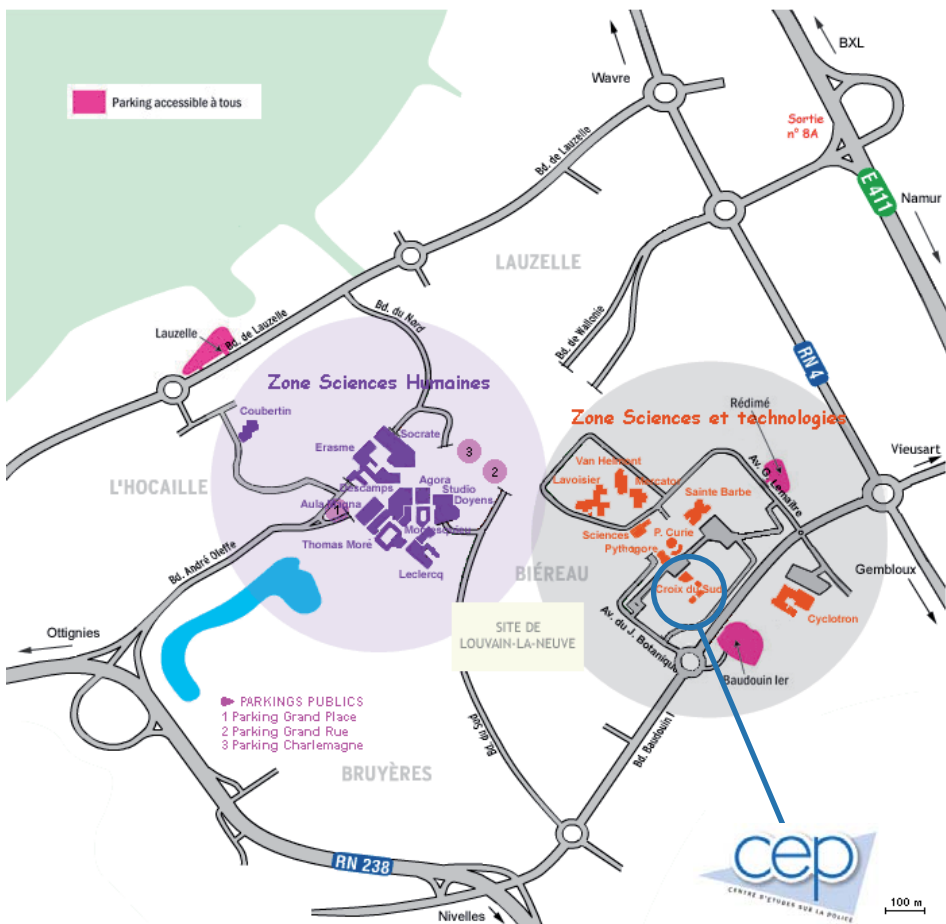 BXL
Wavre
Parking accessible à tous
Sortie
n° 8A
Bd. de Lauzelle
E 411
Namur
LAUZELLE
Bd. du Nord
Lauzelle
Bd. de Lauzelle
Bd. de Wallonie
RN 4
Zone Sciences Humaines
Rédimé
Coubertin
Zone Sciences et technologies
Socrate
Erasme
3
2
Vieusart
Van Helmont
Av. G. Lemaître
L'HOCAILLE
Descamps
Agora
Lavoisier
Mercator
Studio
Doyens
Sainte Barbe
Aula Magna
1
Montesquieu
Sciences
P. Curie
Thomas Moré
Pythagore
Bd. André Oleffe
Leclercq
BIÉREAU
Gembloux
Croix du Sud
Av. du J. Botanique
Cyclotron
Ottignies
SITE DE
LOUVAIN-LA-NEUVE
Baudouin Ier
PARKINGS PUBLICS
1 Parking Grand Place
2 Parking Grand Rue
3 Parking Charlemagne
Bd. du Sud
Bd. Baudouin I
BRUYÈRES
RN 238
cep
CENTRE D'ÉTUDES SUR LA POLICE
100 m
Nivelles